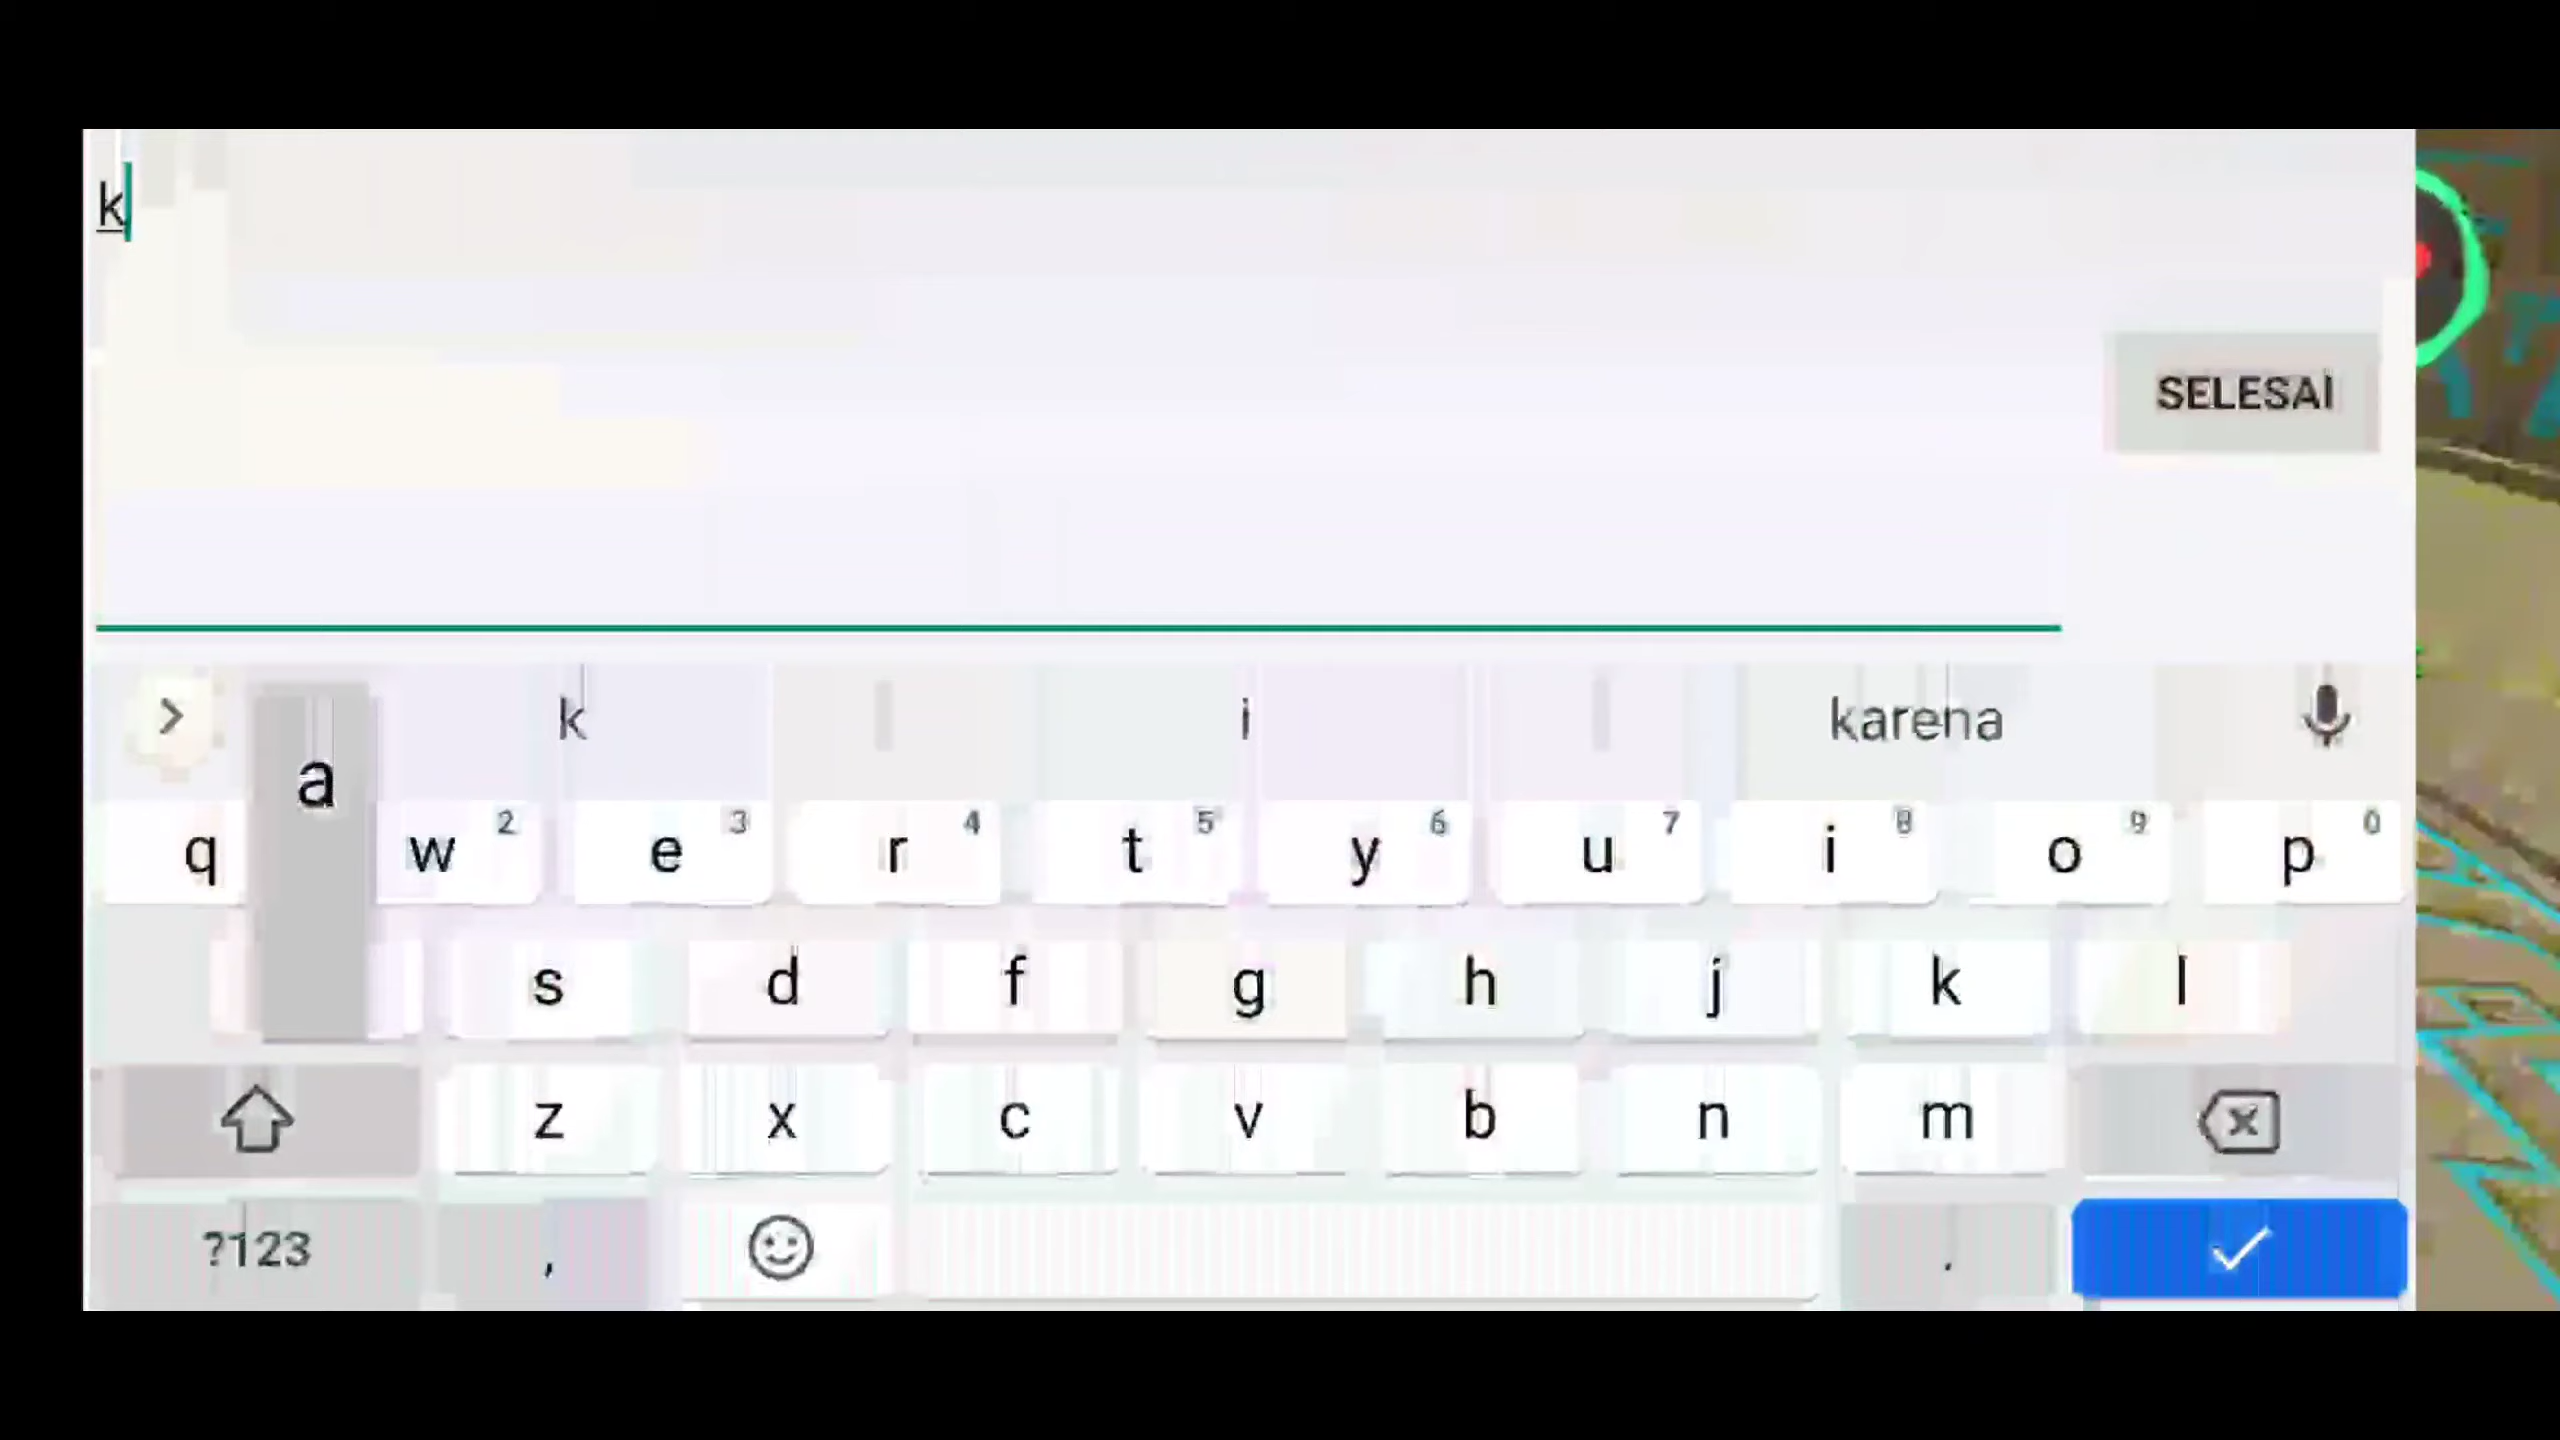 k
SELESAI
k i karena
a
q w 2 e 3 r 4 t 5 y 6 u 7 i 8 o 9 p 0
s d f g h j k l
z x c v b n m
?123 , .